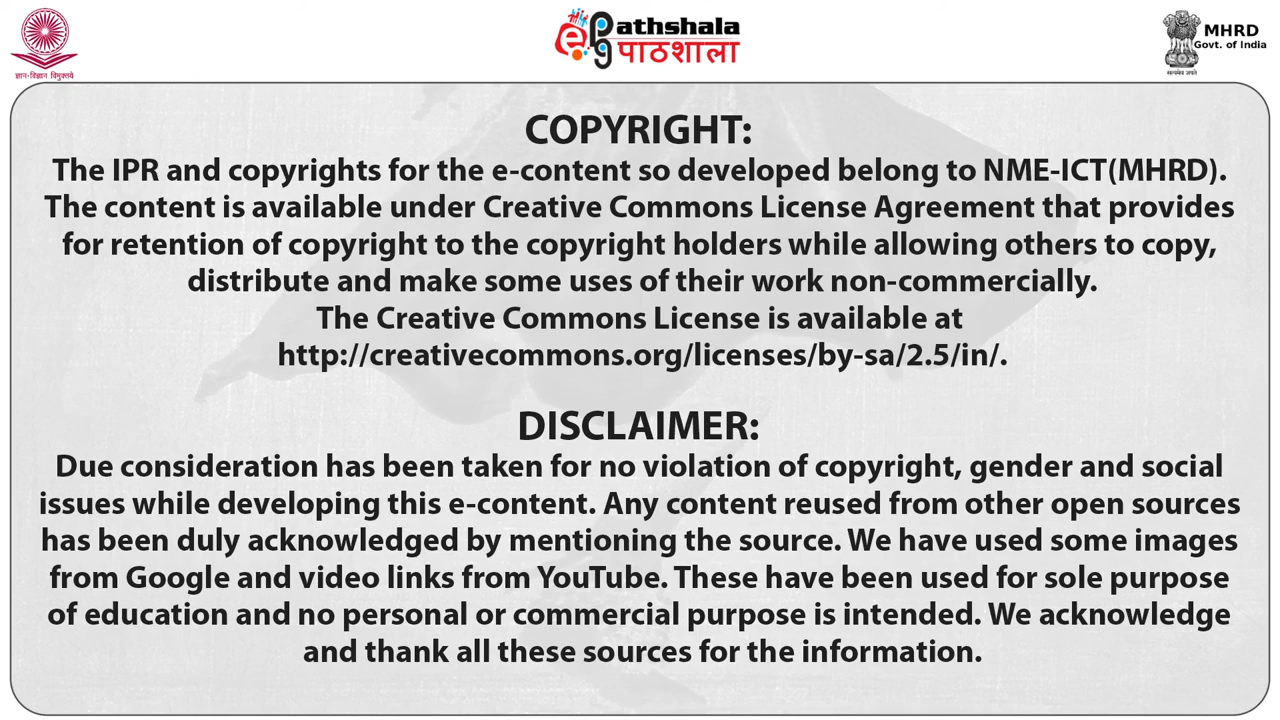 ज्ञान-विज्ञान विमुक्तये
e Pg Pathshala
पाठशाला
MHRD
Govt. of India
सत्यमेव जयते
COPYRIGHT:
The IPR and copyrights for the e-content so developed belong to NME-ICT(MHRD).
The content is available under Creative Commons License Agreement that provides
for retention of copyright to the copyright holders while allowing others to copy,
distribute and make some uses of their work non-commercially.
The Creative Commons License is available at
http://creativecommons.org/licenses/by-sa/2.5/in/.
DISCLAIMER:
Due consideration has been taken for no violation of copyright, gender and social
issues while developing this e-content. Any content reused from other open sources
has been duly acknowledged by mentioning the source. We have used some images
from Google and video links from YouTube. These have been used for sole purpose
of education and no personal or commercial purpose is intended. We acknowledge
and thank all these sources for the information.